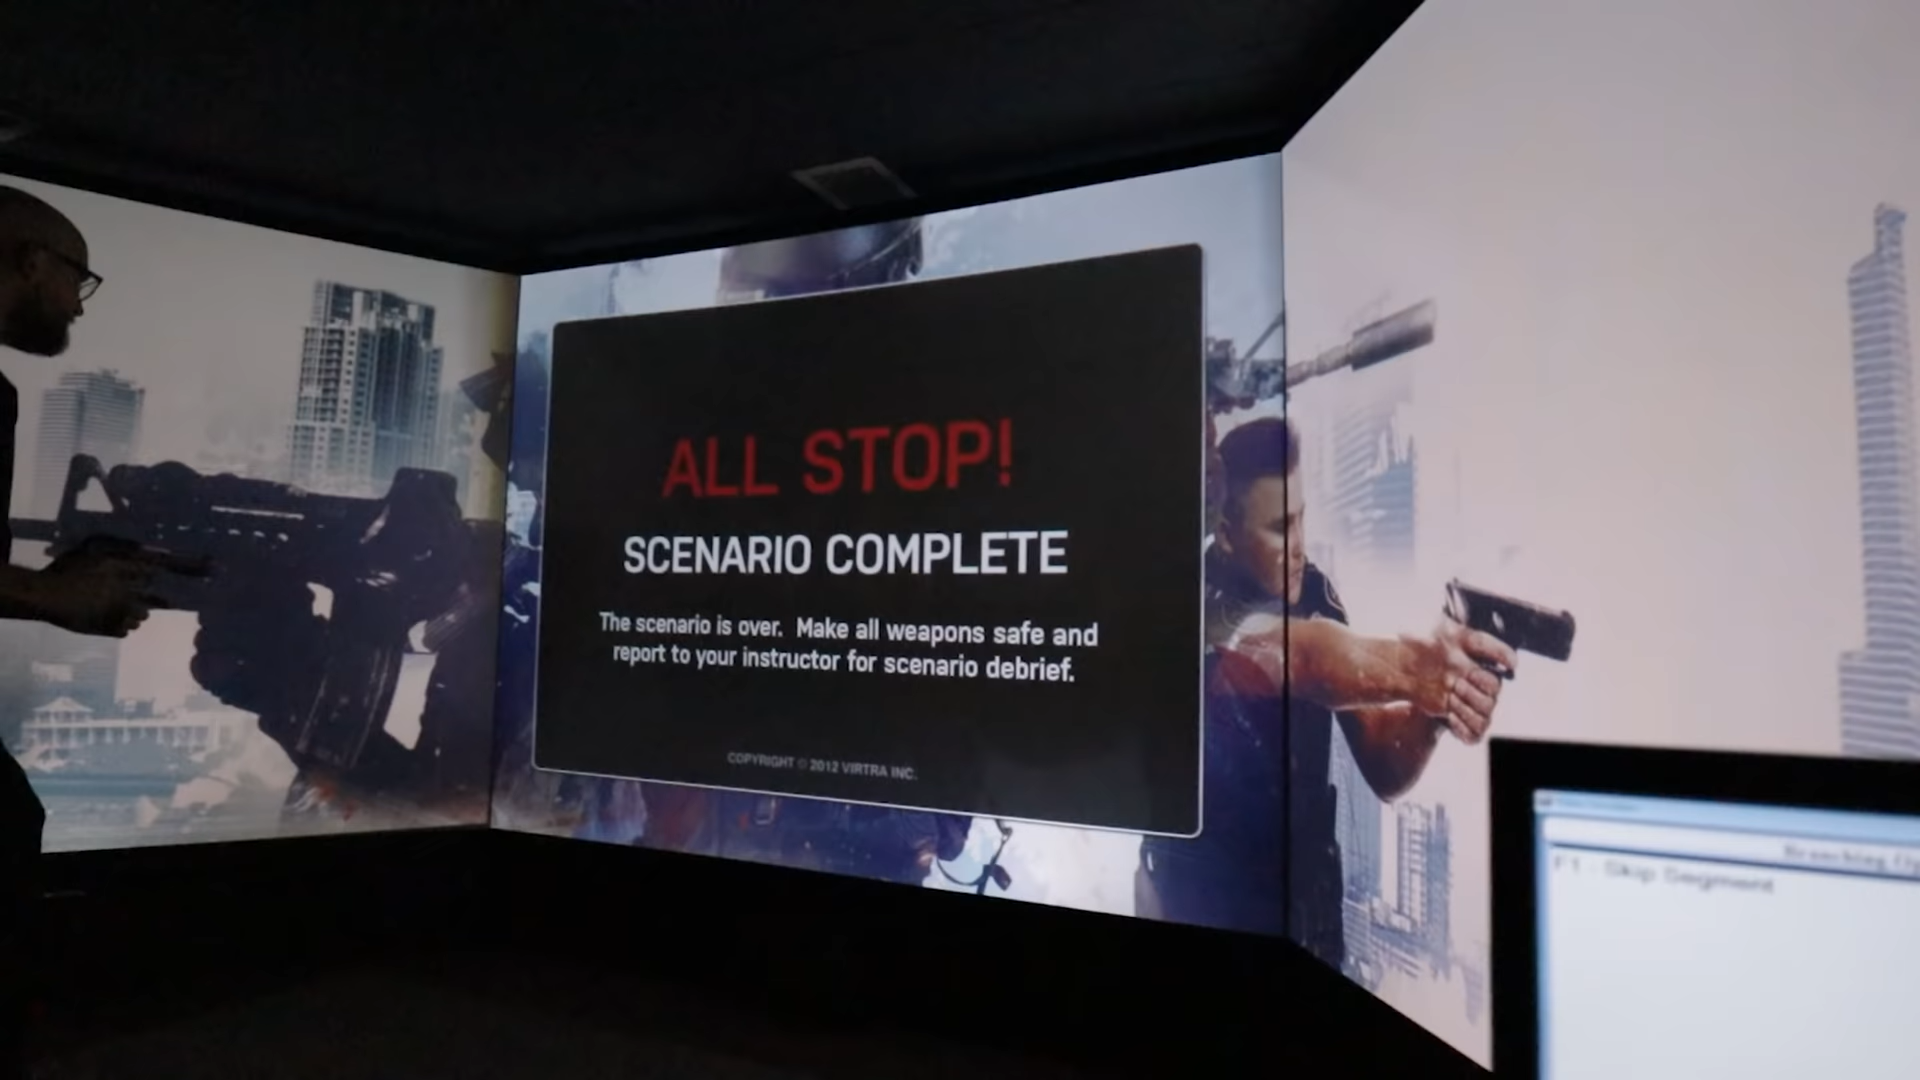 ALL STOP!
SCENARIO COMPLETE
The scenario is over. Make all weapons safe and
report to your instructor for scenario debrief.
COPYRIGHT © 2012 VIRTRA INC.
F1 - Skip Segment